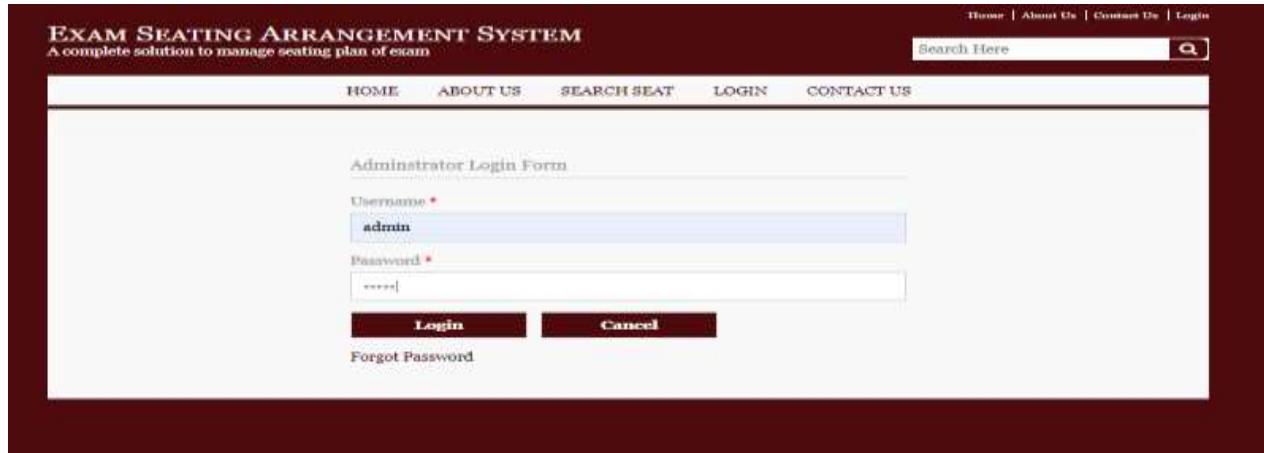 Home | About Us | Contact Us | Login
EXAM SEATING ARRANGEMENT SYSTEM
A complete solution to manage seating plan of exam
Search Here
HOME ABOUT US SEARCH SEAT LOGIN CONTACT US
Adminstrator Login Form
Username *
admin
Password *
•••••
Login Cancel
Forgot Password